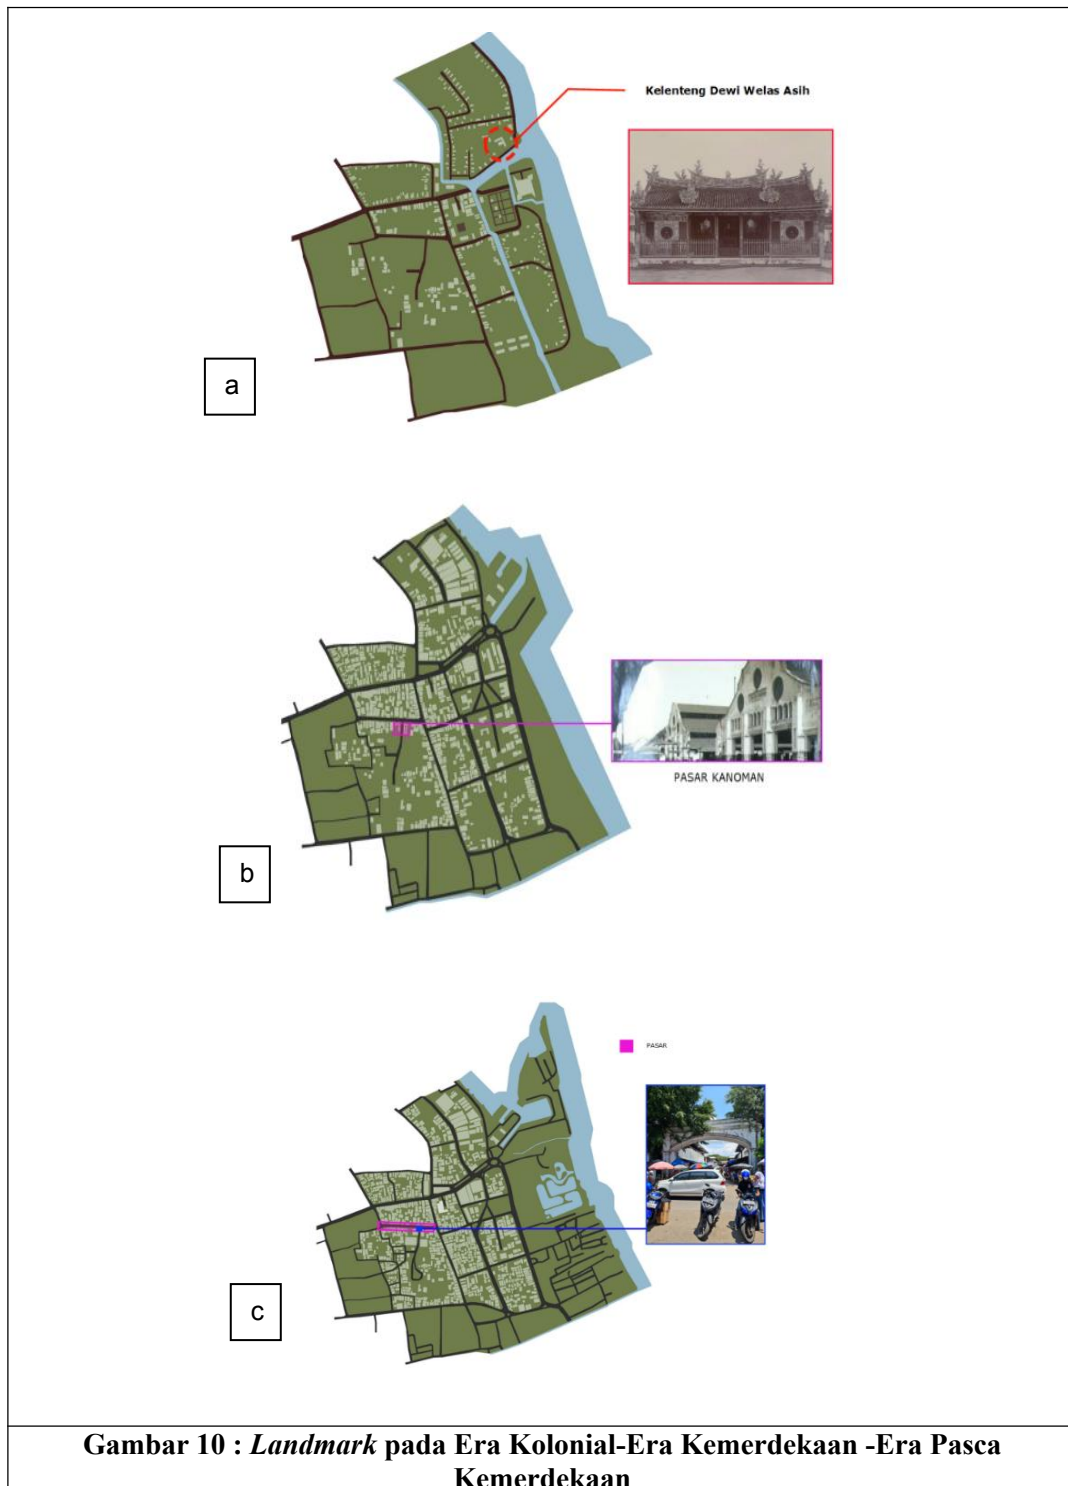 Kelenteng Dewi Welas Asih
a
PASAR KANOMAN
b
PASAR
c
Gambar 10 : Landmark pada Era Kolonial-Era Kemerdekaan -Era Pasca
Kemerdekaan